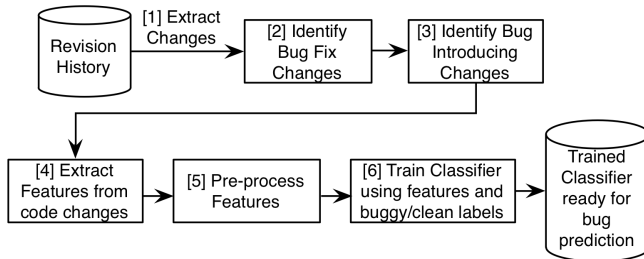 Revision
History
[1] Extract
Changes
[2] Identify
Bug Fix
Changes
[3] Identify Bug
Introducing
Changes
[4] Extract
Features from
code changes
[5] Pre-process
Features
[6] Train Classifier
using features and
buggy/clean labels
Trained
Classifier
ready for
bug
prediction